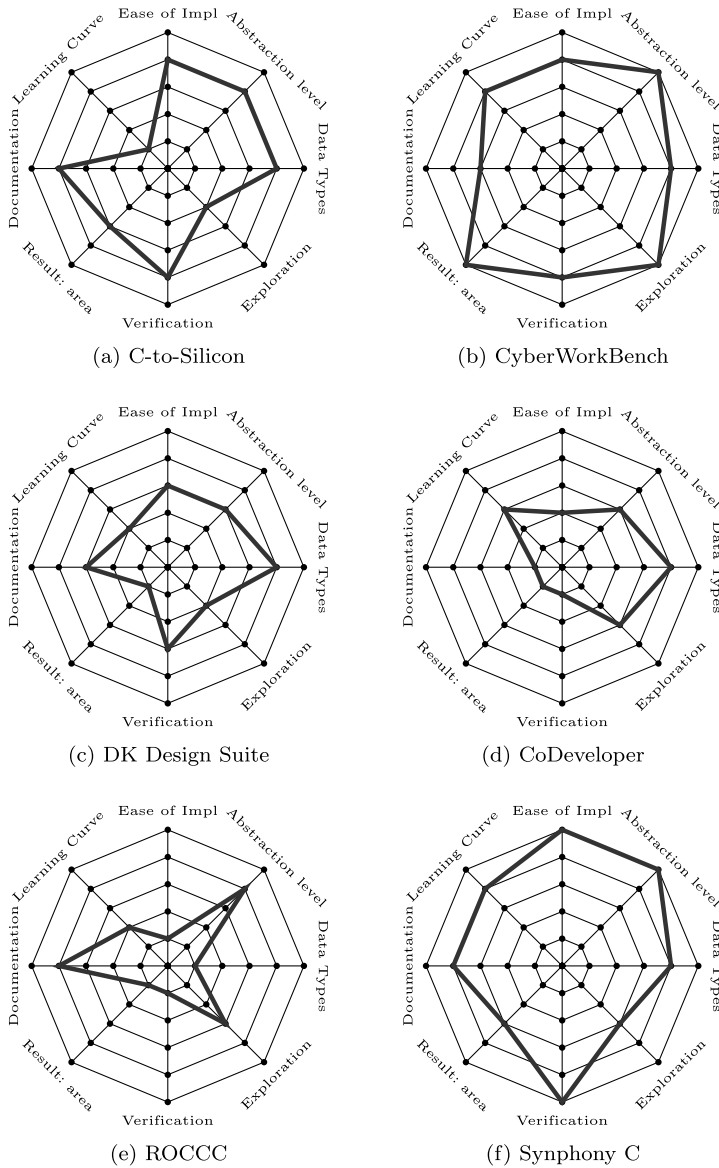 Ease of Impl
Abstraction level
Data Types
Exploration
Verification
Result: area
Documentation
Learning Curve
(a) C-to-Silicon
Ease of Impl
Abstraction level
Data Types
Exploration
Verification
Result: area
Documentation
Learning Curve
(b) CyberWorkBench
Ease of Impl
Abstraction level
Data Types
Exploration
Verification
Result: area
Documentation
Learning Curve
(c) DK Design Suite
Ease of Impl
Abstraction level
Data Types
Exploration
Verification
Result: area
Documentation
Learning Curve
(d) CoDeveloper
Ease of Impl
Abstraction level
Data Types
Exploration
Verification
Result: area
Documentation
Learning Curve
(e) ROCCC
Ease of Impl
Abstraction level
Data Types
Exploration
Verification
Result: area
Documentation
Learning Curve
(f) Synphony C